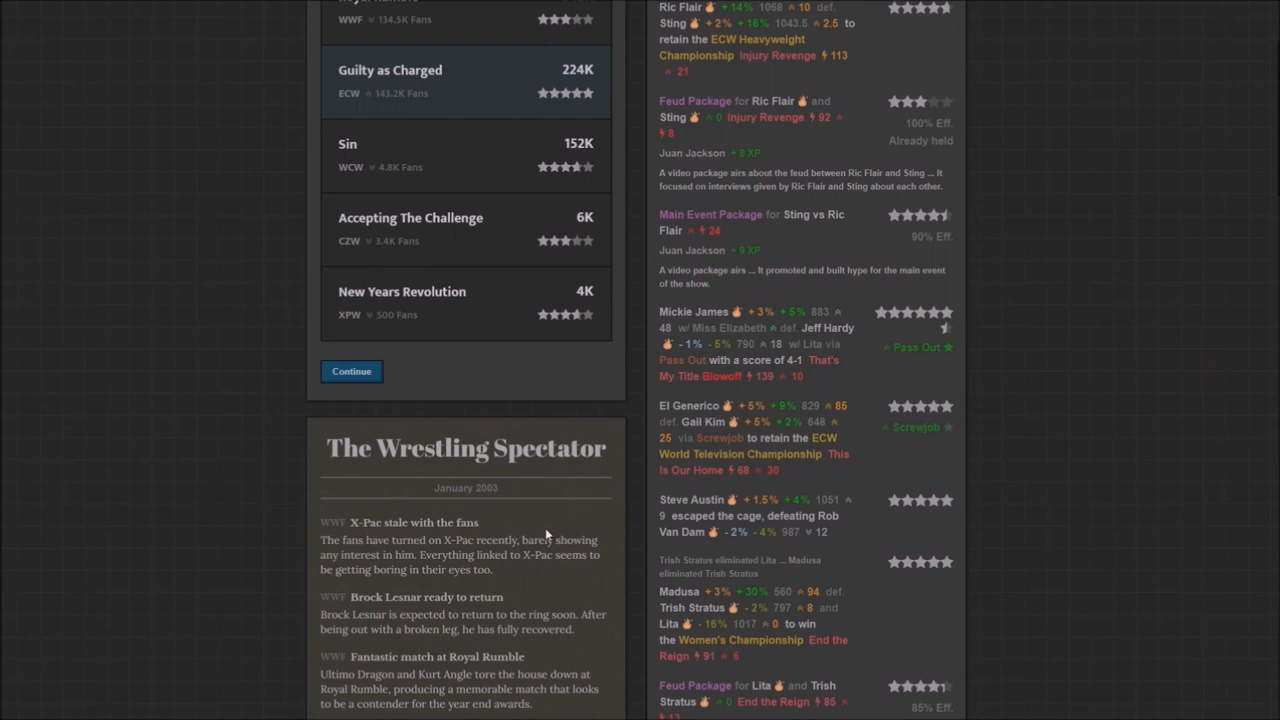 WWF 134.5K Fans
Guilty as Charged 224K
ECW 143.2K Fans
Sin 152K
WCW 4.8K Fans
Accepting The Challenge 6K
CZW 3.4K Fans
New Years Revolution 4K
XPW 500 Fans
Continue
The Wrestling Spectator
January 2003
WWF X-Pac stale with the fans
The fans have turned on X-Pac recently, barely showing
any interest in him. Everything linked to X-Pac seems to
be getting boring in their eyes too.
WWF Brock Lesnar ready to return
Brock Lesnar is expected to return to the ring soon. After
being out with a broken leg, he has fully recovered.
WWF Fantastic match at Royal Rumble
Ultimo Dragon and Kurt Angle tore the house down at
Royal Rumble, producing a memorable match that looks
to be a contender for the year end awards.
Ric Flair + 14% 1068 10 def.
Sting + 2% + 16% 1043.5 2.5 to
retain the ECW Heavyweight
Championship Injury Revenge 113
21
Feud Package for Ric Flair and
Sting 0 Injury Revenge 92
8
100% Eff.
Already held
Juan Jackson + 8 XP
A video package airs about the feud between Ric Flair and Sting ... It
focused on interviews given by Ric Flair and Sting about each other.
Main Event Package for Sting vs Ric
Flair 24
90% Eff.
Juan Jackson + 9 XP
A video package airs ... It promoted and built hype for the main event
of the show.
Mickie James + 3% + 5% 883
48 w/ Miss Elizabeth def. Jeff Hardy
- 1% - 5% 790 18 w/ Lita via
Pass Out with a score of 4-1 That's
My Title Blowoff 139 10
Pass Out
El Generico + 5% + 9% 829 85
def. Gail Kim + 5% + 2% 648
25 via Screwjob to retain the ECW
World Television Championship This
Is Our Home 68 30
Screwjob
Steve Austin + 1.5% + 4% 1051
9 escaped the cage, defeating Rob
Van Dam - 2% - 4% 987 12
Trish Stratus eliminated Lita ... Madusa
eliminated Trish Stratus
Madusa + 3% + 30% 560 94 def.
Trish Stratus - 2% 797 8 and
Lita - 16% 1017 0 to win
the Women's Championship End the
Reign 91 6
Feud Package for Lita and Trish
Stratus 0 End the Reign 85
85% Eff.